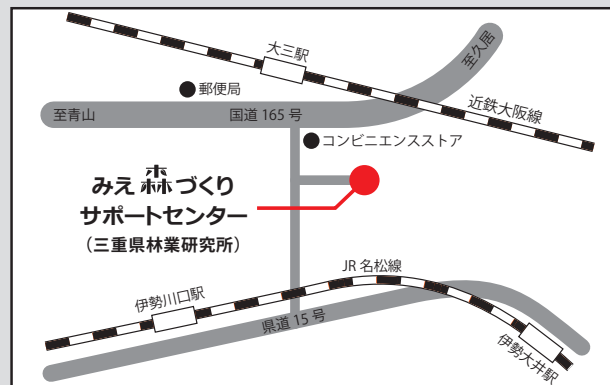 大三駅
至久居
郵便局
近鉄大阪線
至青山
国道 165 号
コンビニエンスストア
みえ森づくり
サポートセンター
（三重県林業研究所）
JR 名松線
伊勢川口駅
県道 15 号
伊勢大井駅